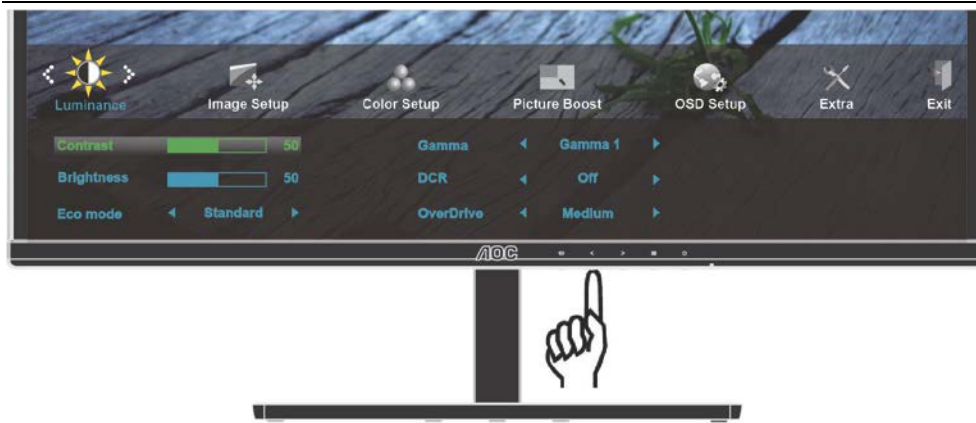 Luminance Image Setup Color Setup Picture Boost OSD Setup Extra Exit
Contrast 50 Gamma Gamma 1
Brightness 50 DCR Off
Eco mode Standard OverDrive Medium
AOC